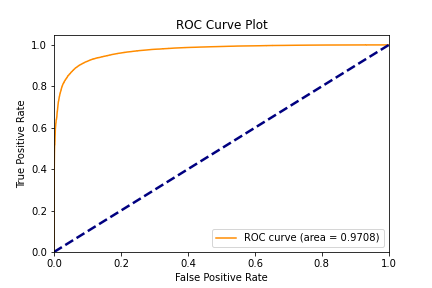 ROC Curve Plot
True Positive Rate
1.0
0.8
0.6
0.4
0.2
0.0
ROC curve (area = 0.9708)
0.0 0.2 0.4 0.6 0.8 1.0
False Positive Rate